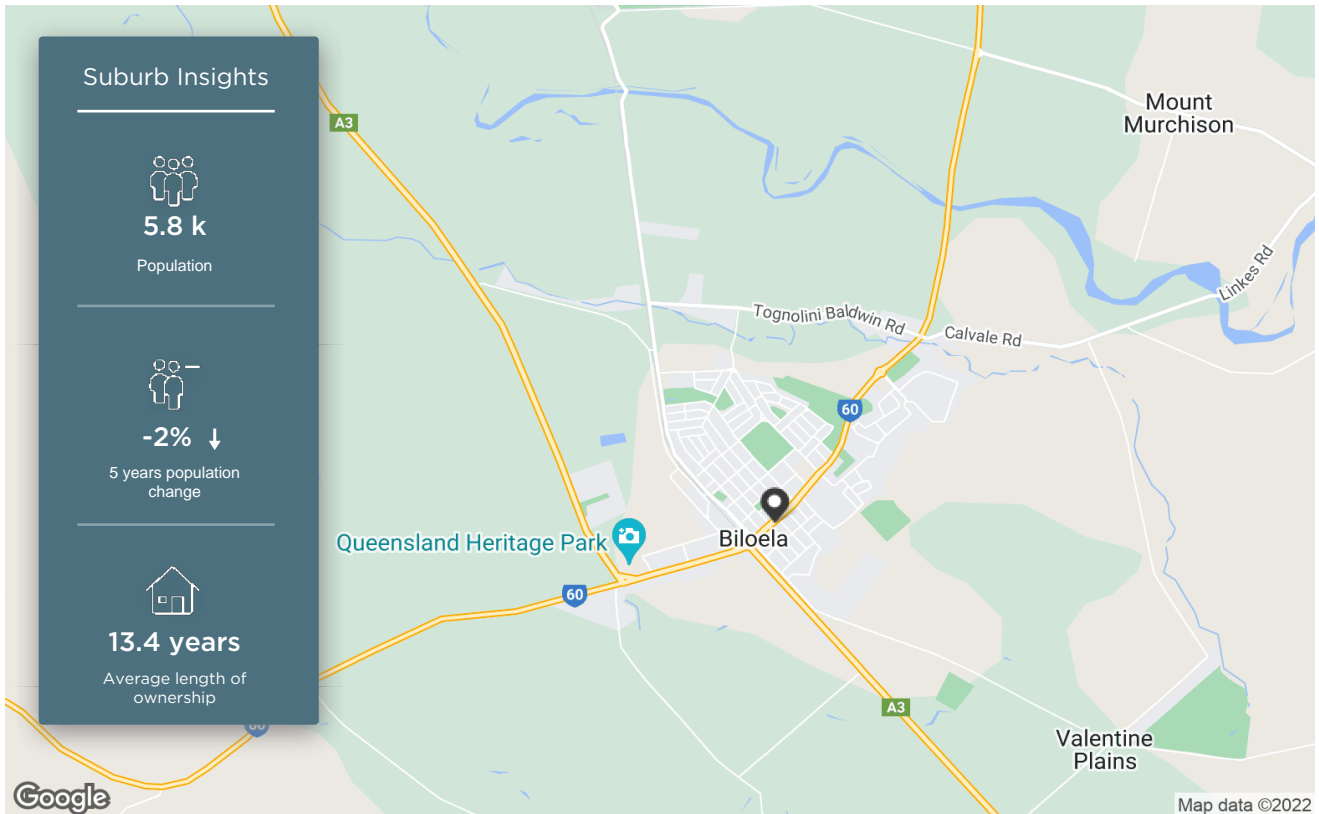 Suburb Insights
5.8 k
Population
-2%
5 years population
change
13.4 years
Average length of
ownership
A3
Mount
Murchison
Linkes Rd
Tognolini Baldwin Rd
Calvale Rd
60
Queensland Heritage Park
Biloela
60
A3
60
Valentine
Plains
Google
Map data ©2022